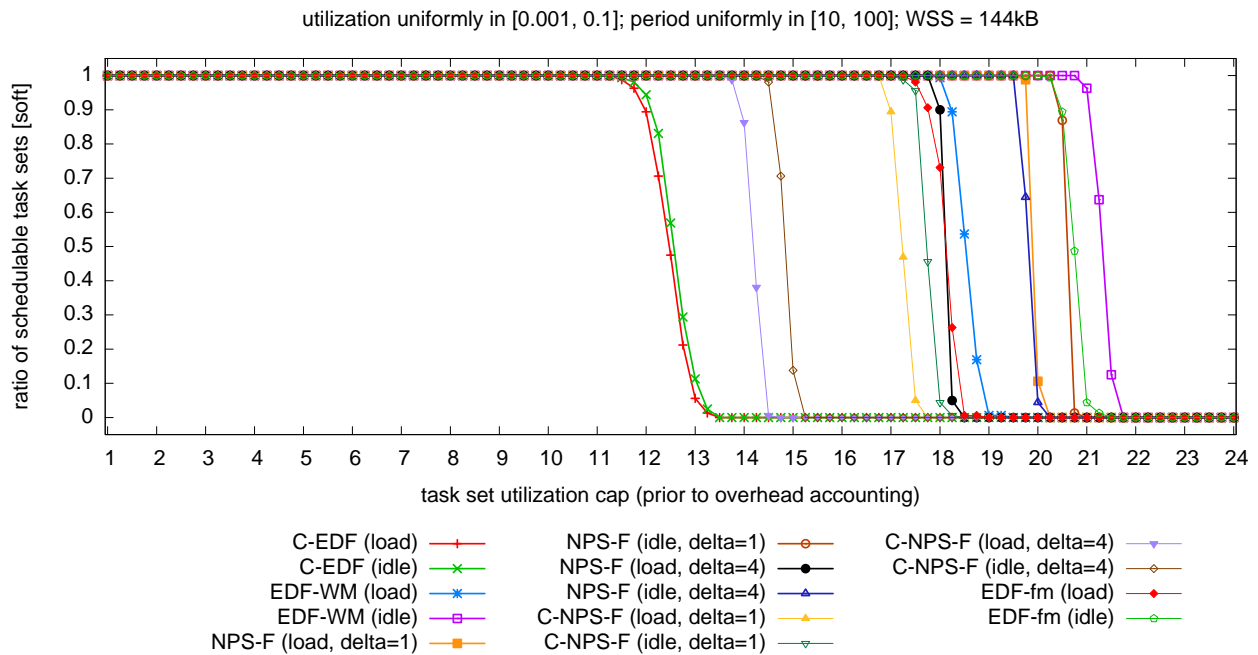 utilization uniformly in [0.001, 0.1]; period uniformly in [10, 100]; WSS = 144kB
ratio of schedulable task sets [soft]
1
0.9
0.8
0.7
0.6
0.5
0.4
0.3
0.2
0.1
0
1 2 3 4 5 6 7 8 9 10 11 12 13 14 15 16 17 18 19 20 21 22 23 24
task set utilization cap (prior to overhead accounting)
C-EDF (load)
C-EDF (idle)
EDF-WM (load)
EDF-WM (idle)
NPS-F (load, delta=1)
NPS-F (idle, delta=1)
NPS-F (load, delta=4)
NPS-F (idle, delta=4)
C-NPS-F (load, delta=1)
C-NPS-F (idle, delta=1)
C-NPS-F (load, delta=4)
C-NPS-F (idle, delta=4)
EDF-fm (load)
EDF-fm (idle)